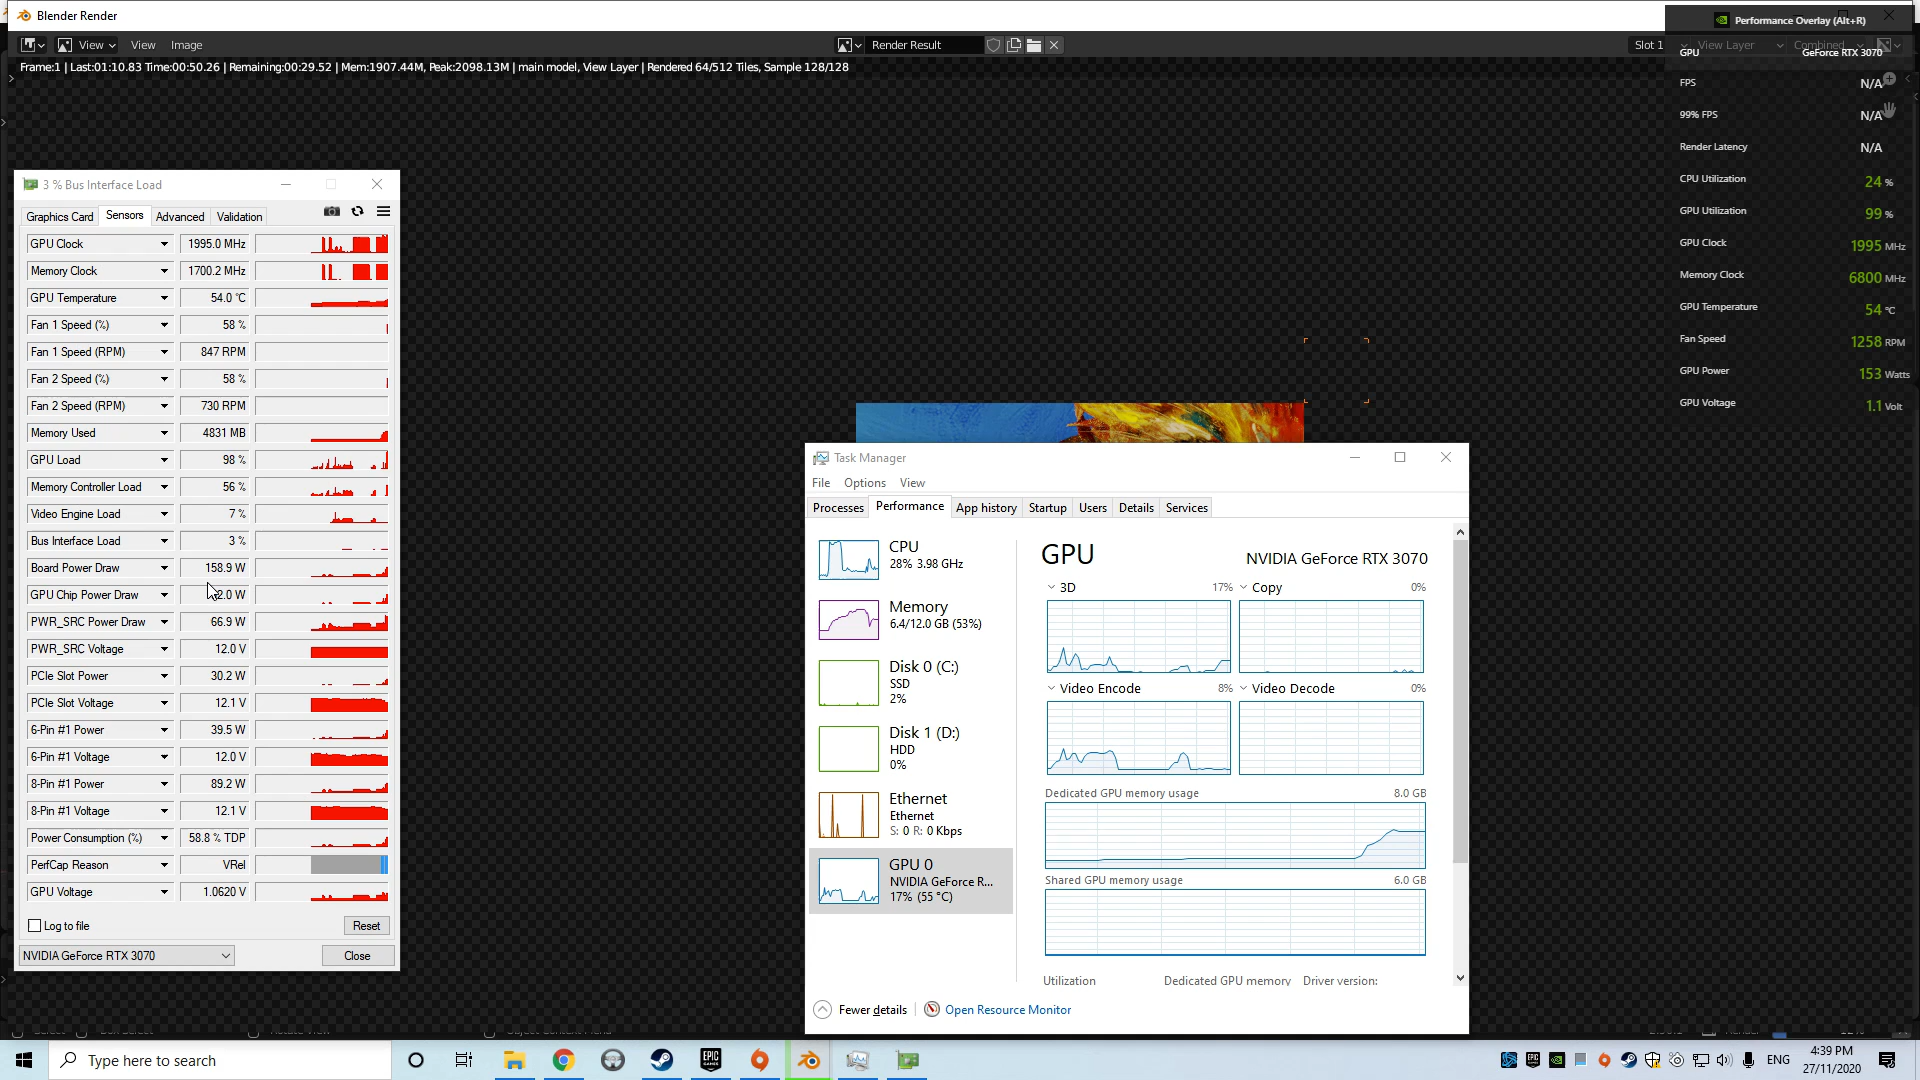 Blender Render
View
View
Image
Render Result
Slot 1
View Layer
Combined
Frame:1 | Last:01:10.83 Time:00:50.26 | Remaining:00:29.52 | Mem:1907.44M, Peak:2098.13M | main model, View Layer | Rendered 64/512 Tiles, Sample 128/128
Performance Overlay (Alt+R)
GPU GeForce RTX 3070
FPS N/A
99% FPS N/A
Render Latency N/A
CPU Utilization 24 %
GPU Utilization 99 %
GPU Clock 1995 MHz
Memory Clock 6800 MHz
GPU Temperature 54 °C
Fan Speed 1258 RPM
GPU Power 153 Watts
GPU Voltage 1.1 Volt
3 % Bus Interface Load
Graphics Card Sensors Advanced Validation
GPU Clock 1995.0 MHz
Memory Clock 1700.2 MHz
GPU Temperature 54.0 °C
Fan 1 Speed (%) 58 %
Fan 1 Speed (RPM) 847 RPM
Fan 2 Speed (%) 58 %
Fan 2 Speed (RPM) 730 RPM
Memory Used 4831 MB
GPU Load 98 %
Memory Controller Load 56 %
Video Engine Load 7 %
Bus Interface Load 3 %
Board Power Draw 158.9 W
GPU Chip Power Draw 2.0 W
PWR_SRC Power Draw 66.9 W
PWR_SRC Voltage 12.0 V
PCIe Slot Power 30.2 W
PCIe Slot Voltage 12.1 V
6-Pin #1 Power 39.5 W
6-Pin #1 Voltage 12.0 V
8-Pin #1 Power 89.2 W
8-Pin #1 Voltage 12.1 V
Power Consumption (%) 58.8 % TDP
PerfCap Reason VRel
GPU Voltage 1.0620 V
Log to file
Reset
NVIDIA GeForce RTX 3070
Close
Task Manager
File Options View
Processes Performance App history Startup Users Details Services
CPU
28% 3.98 GHz
Memory
6.4/12.0 GB (53%)
Disk 0 (C:)
SSD
2%
Disk 1 (D:)
HDD
0%
Ethernet
Ethernet
S: 0 R: 0 Kbps
GPU 0
NVIDIA GeForce R...
17% (55 °C)
GPU
NVIDIA GeForce RTX 3070
3D 17%
Copy 0%
Video Encode 8%
Video Decode 0%
Dedicated GPU memory usage 8.0 GB
Shared GPU memory usage 6.0 GB
Utilization Dedicated GPU memory Driver version:
Fewer details
Open Resource Monitor
Type here to search
EPIC GAMES
ENG
4:39 PM
27/11/2020